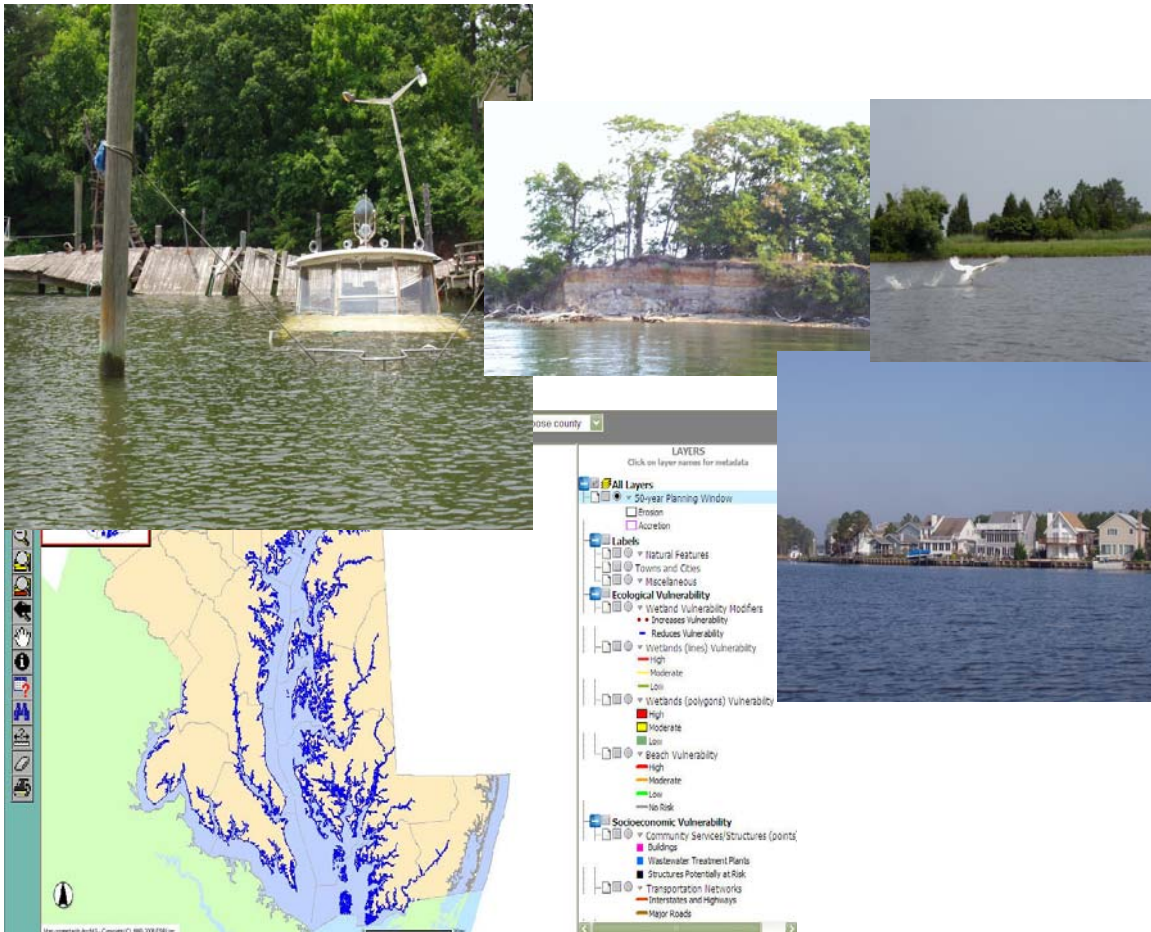 ose county
LAYERS
Click on layer names for metadata
All Layers
50-year Planning Window
Erosion
Accretion
Labels
Natural Features
Towns and Cities
Miscellaneous
Ecological Vulnerability
Wetland Vulnerability Modifiers
Increases Vulnerability
Reduces Vulnerability
Wetlands (lines) Vulnerability
High
Moderate
Low
Wetlands (polygons) Vulnerability
High
Moderate
Low
Beach Vulnerability
High
Moderate
Low
No Risk
Socioeconomic Vulnerability
Community Services/Structures (points)
Buildings
Wastewater Treatment Plants
Structures Potentially at Risk
Transportation Networks
Interstates and Highways
Major Roads